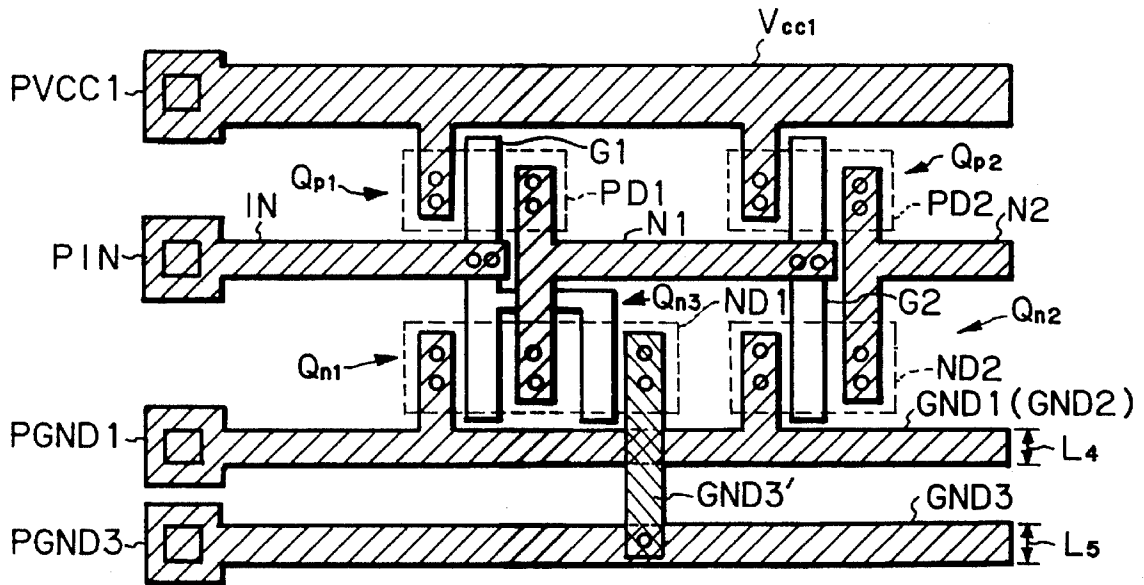 Vcc1
PVCC1
G1
Qp1
Qp2
PD1
PD2
IN
N1
N2
PIN
Qn3
ND1
G2
Qn2
Qn1
ND2
GND1(GND2)
PGND1
L4
GND3'
GND3
PGND3
L5